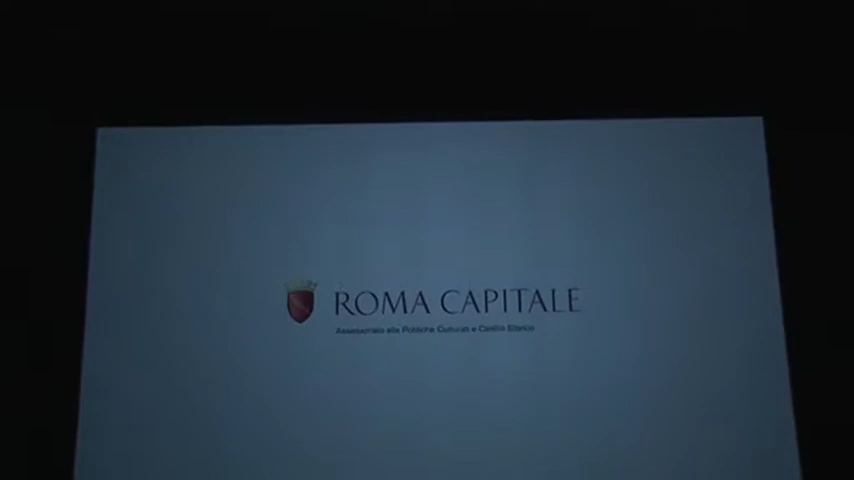 ROMA CAPITALE
Assessorato alle Politiche Culturali e Centro Storico